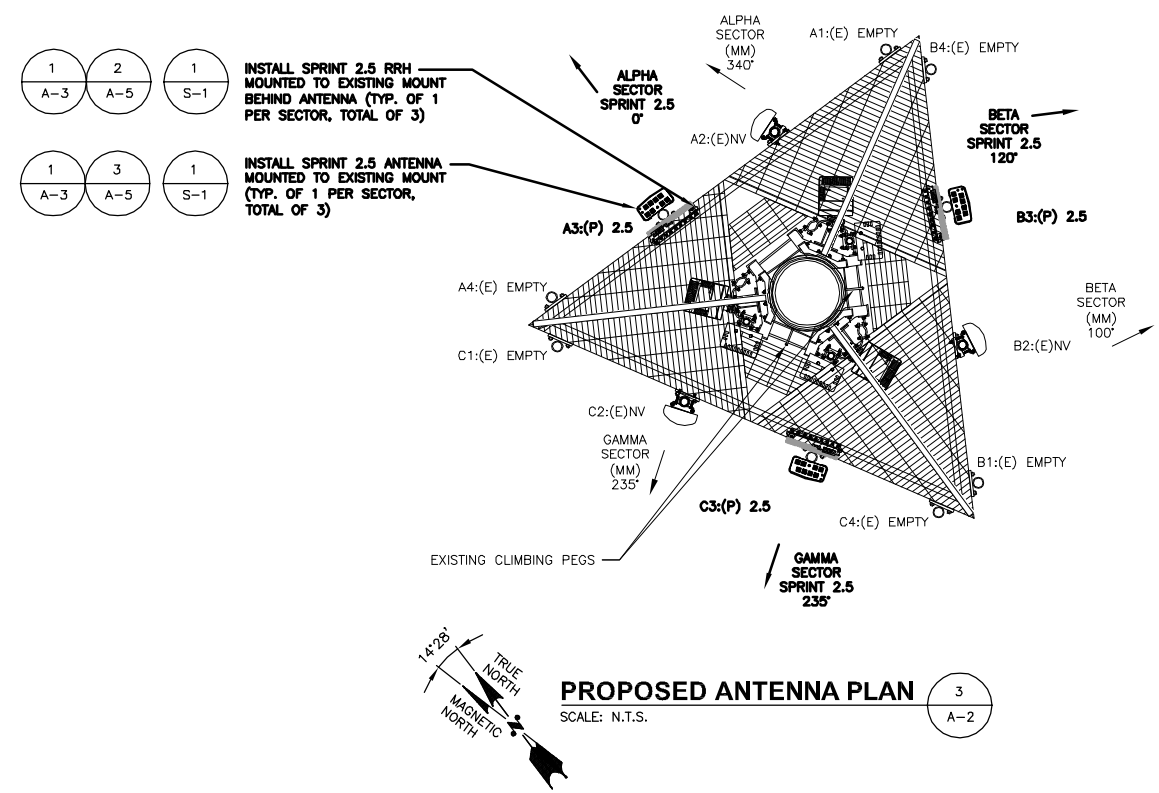 ALPHA
SECTOR
(MM)
340°
A1:(E) EMPTY
B4:(E) EMPTY
1
A-3
2
A-5
1
S-1
INSTALL SPRINT 2.5 RRH
MOUNTED TO EXISTING MOUNT
BEHIND ANTENNA (TYP. OF 1
PER SECTOR, TOTAL OF 3)
ALPHA
SECTOR
SPRINT 2.5
0°
A2:(E)NV
BETA
SECTOR
SPRINT 2.5
120°
1
A-3
3
A-5
1
S-1
INSTALL SPRINT 2.5 ANTENNA
MOUNTED TO EXISTING MOUNT
(TYP. OF 1 PER SECTOR,
TOTAL OF 3)
A3:(P) 2.5
B3:(P) 2.5
A4:(E) EMPTY
BETA
SECTOR
(MM)
100°
C1:(E) EMPTY
B2:(E)NV
C2:(E)NV
GAMMA
SECTOR
(MM)
235°
B1:(E) EMPTY
C3:(P) 2.5
C4:(E) EMPTY
EXISTING CLIMBING PEGS
GAMMA
SECTOR
SPRINT 2.5
235°
14°28'
TRUE
NORTH
MAGNETIC
NORTH
PROPOSED ANTENNA PLAN
SCALE: N.T.S.
3
A-2